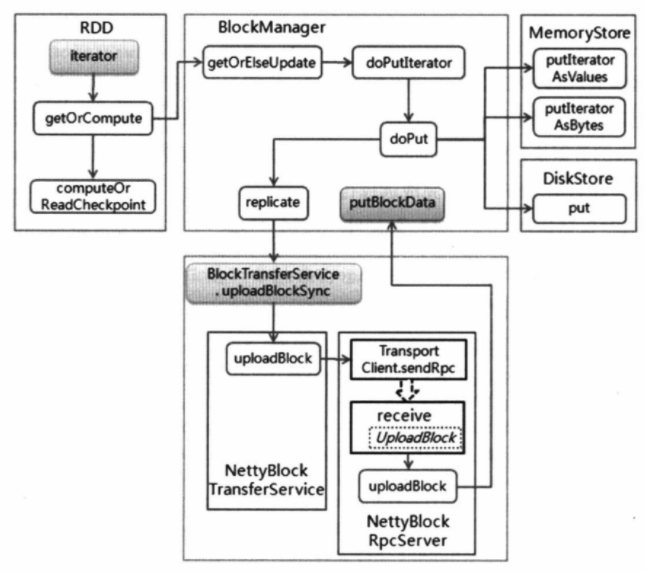 RDD
iterator
getOrCompute
computeOr
ReadCheckpoint
BlockManager
getOrElseUpdate
doPutIterator
doPut
replicate
putBlockData
MemoryStore
putIterator
AsValues
putIterator
AsBytes
DiskStore
put
BlockTransferService
.uploadBlockSync
uploadBlock
NettyBlock
TransferService
Transport
Client.sendRpc
receive
UploadBlock
uploadBlock
NettyBlock
RpcServer